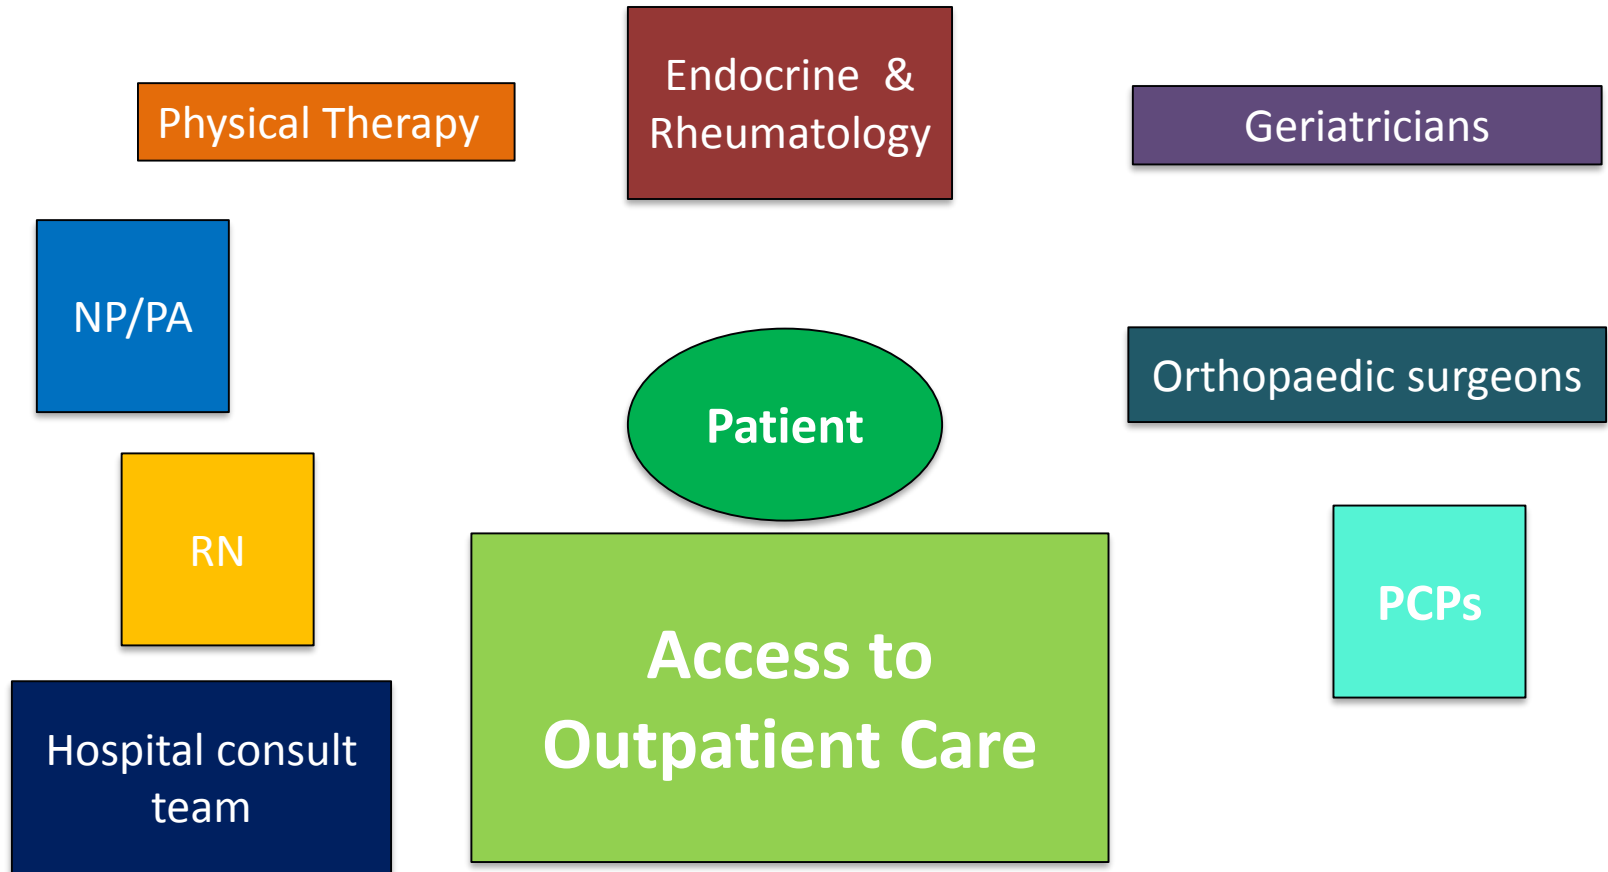 Endocrine & 
Rheumatology
Physical Therapy
Geriatricians
NP/PA
Orthopaedic surgeons
Patient
RN
PCPs
Access to
Outpatient Care
Hospital consult
team